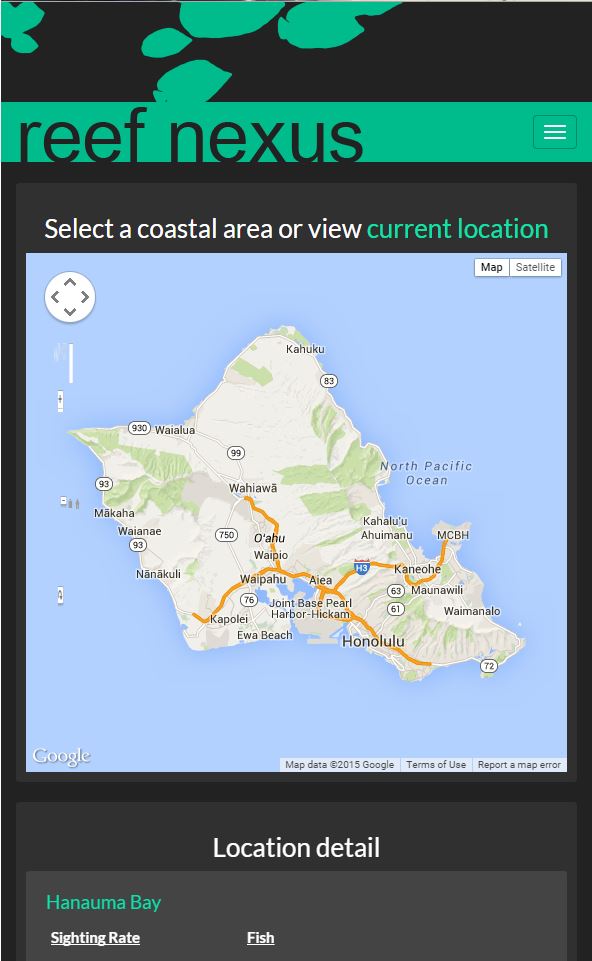 reef nexus
Select a coastal area or view current location
Map Satellite
Kahuku
83
930 Waialua
99
North Pacific
Ocean
93
Wahiawā
Mākaha
Kahalu'u
Ahuimanu
Waianae
750
O'ahu
MCBH
93
Waipio
Nānākuli
H3
Kaneohe
Waipahu
Aiea
63
Maunawili
76
Joint Base Pearl
Harbor-Hickam
61
Waimanalo
Kapolei
Ewa Beach
Honolulu
72
Google
Map data ©2015 Google Terms of Use Report a map error
Location detail
Hanauma Bay
Sighting Rate Fish